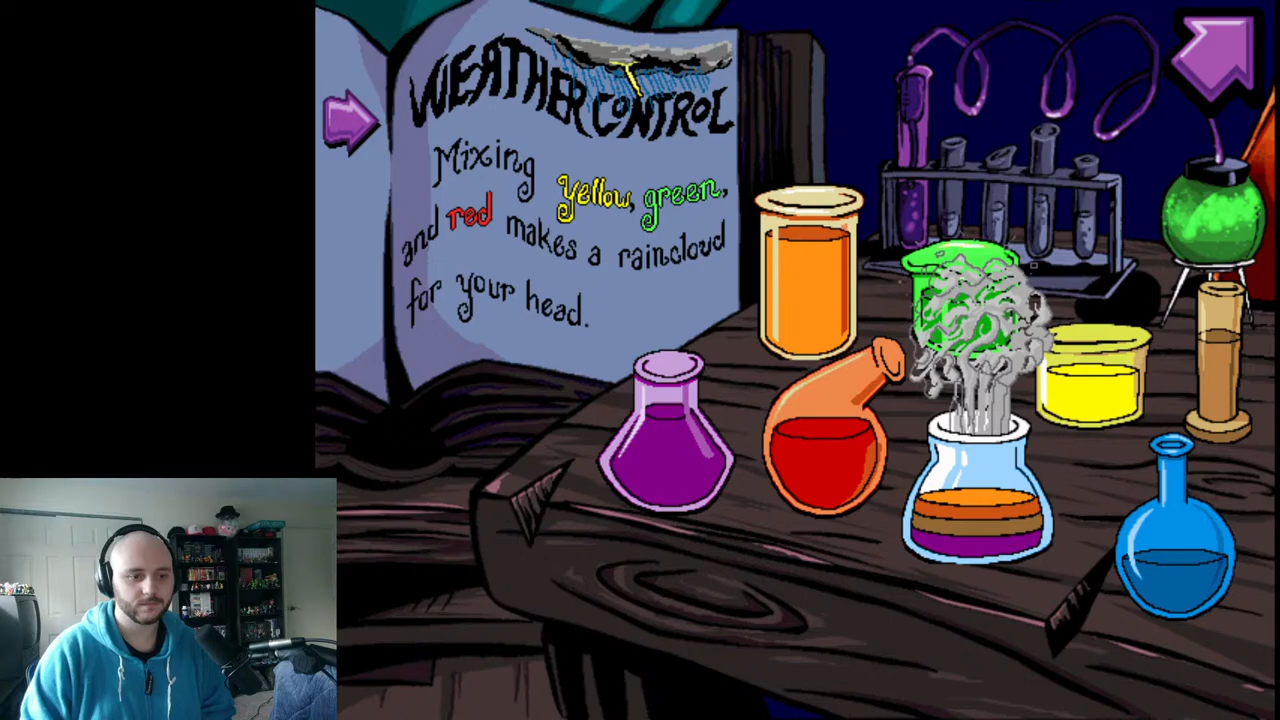 WEATHER CONTROL
Mixing yellow, green,
and red makes a raincloud
for your head.